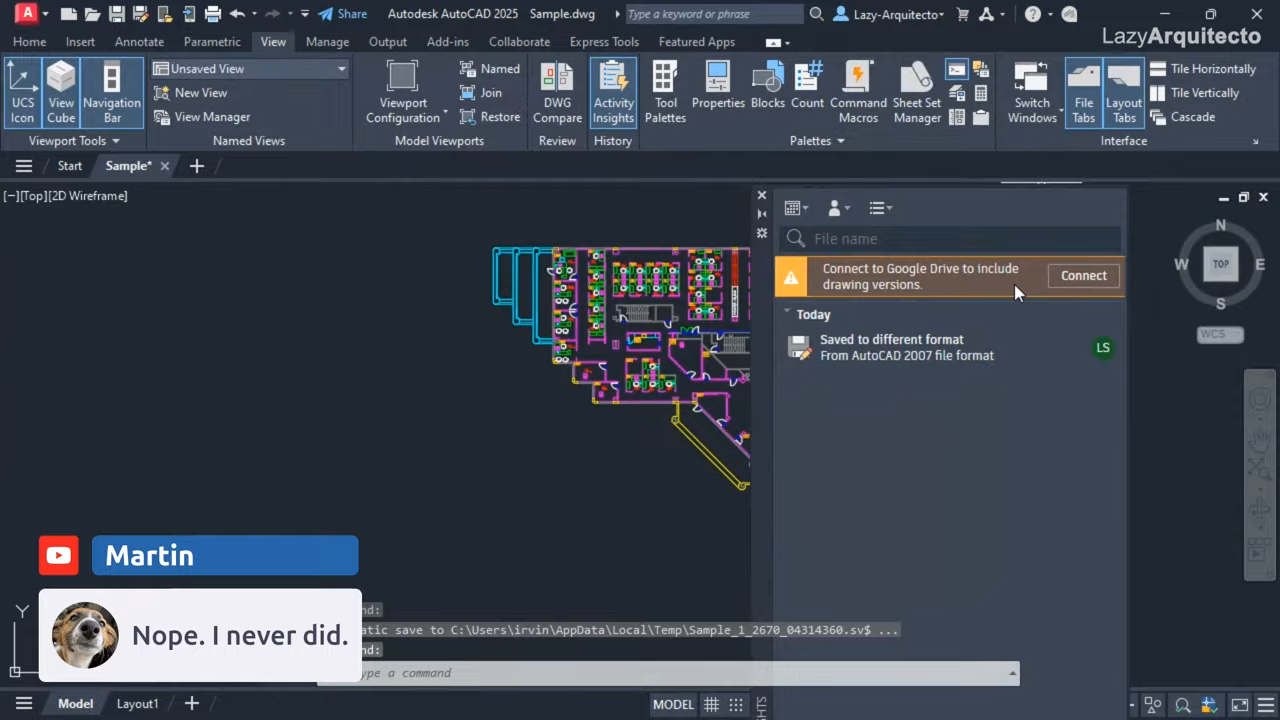 Share
Autodesk AutoCAD 2025 Sample.dwg
Type a keyword or phrase
Lazy-Arquitecto
LazyArquitecto
Home Insert Annotate Parametric View Manage Output Add-ins Collaborate Express Tools Featured Apps
UCS Icon
View Cube
Navigation Bar
Viewport Tools
Unsaved View
New View
View Manager
Named Views
Viewport Configuration
Named
Join
Restore
Model Viewports
DWG Compare
Review
Activity Insights
History
Tool Palettes
Properties
Blocks
Count
Command Macros
Sheet Set Manager
Palettes
Switch Windows
File Tabs
Layout Tabs
Tile Horizontally
Tile Vertically
Cascade
Interface
Start Sample*
[−][Top][2D Wireframe]
File name
Connect to Google Drive to include
drawing versions.
Connect
Today
Saved to different format
From AutoCAD 2007 file format
LS
N
W TOP E
S
WCS
Martin
Nope. I never did.
Y
nd:
atic save to C:\Users\irvin\AppData\Local\Temp\Sample_1_2670_04314360.sv$ ...
nd:
ype a command
Model Layout1
MODEL